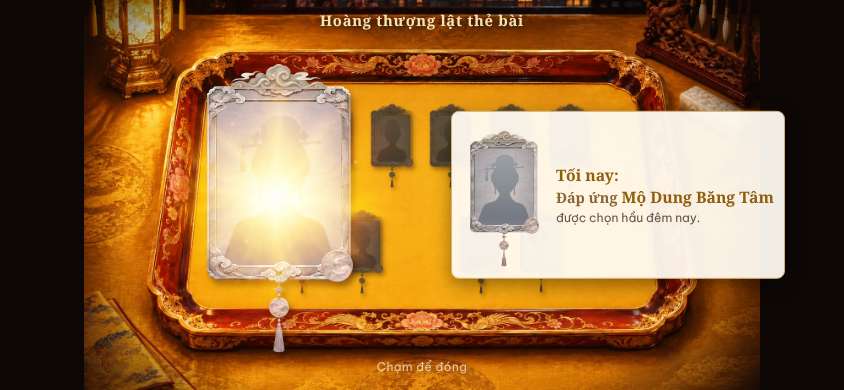 Hoàng thượng lật thẻ bài
Tối nay:
Đáp ứng Mộ Dung Băng Tâm
được chọn hầu đêm nay.
Chạm để đóng